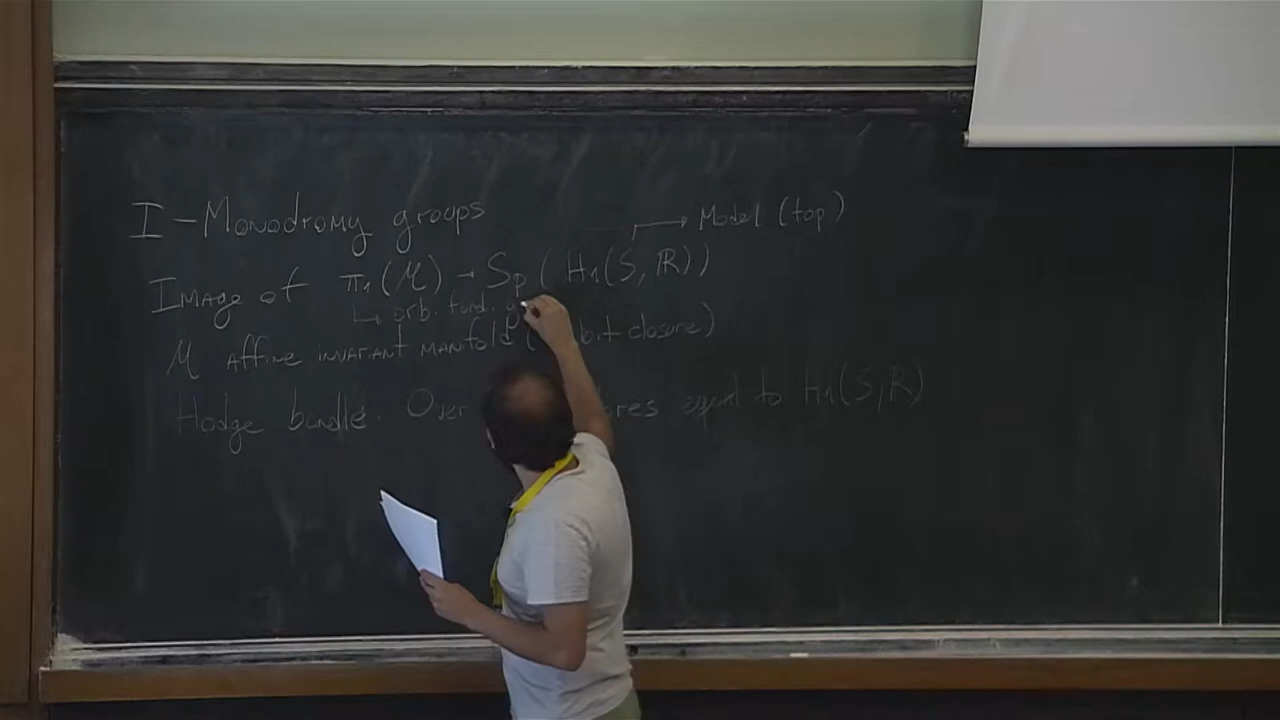 I - Monodromy groups
→ Model (top)
Image of π₁(M) → Sp(H₁(S, ℝ))
↳ orb. fund.
M affine invariant manifold (orbit closure)
Hodge bundle. Over equal to H₁(S, ℝ)